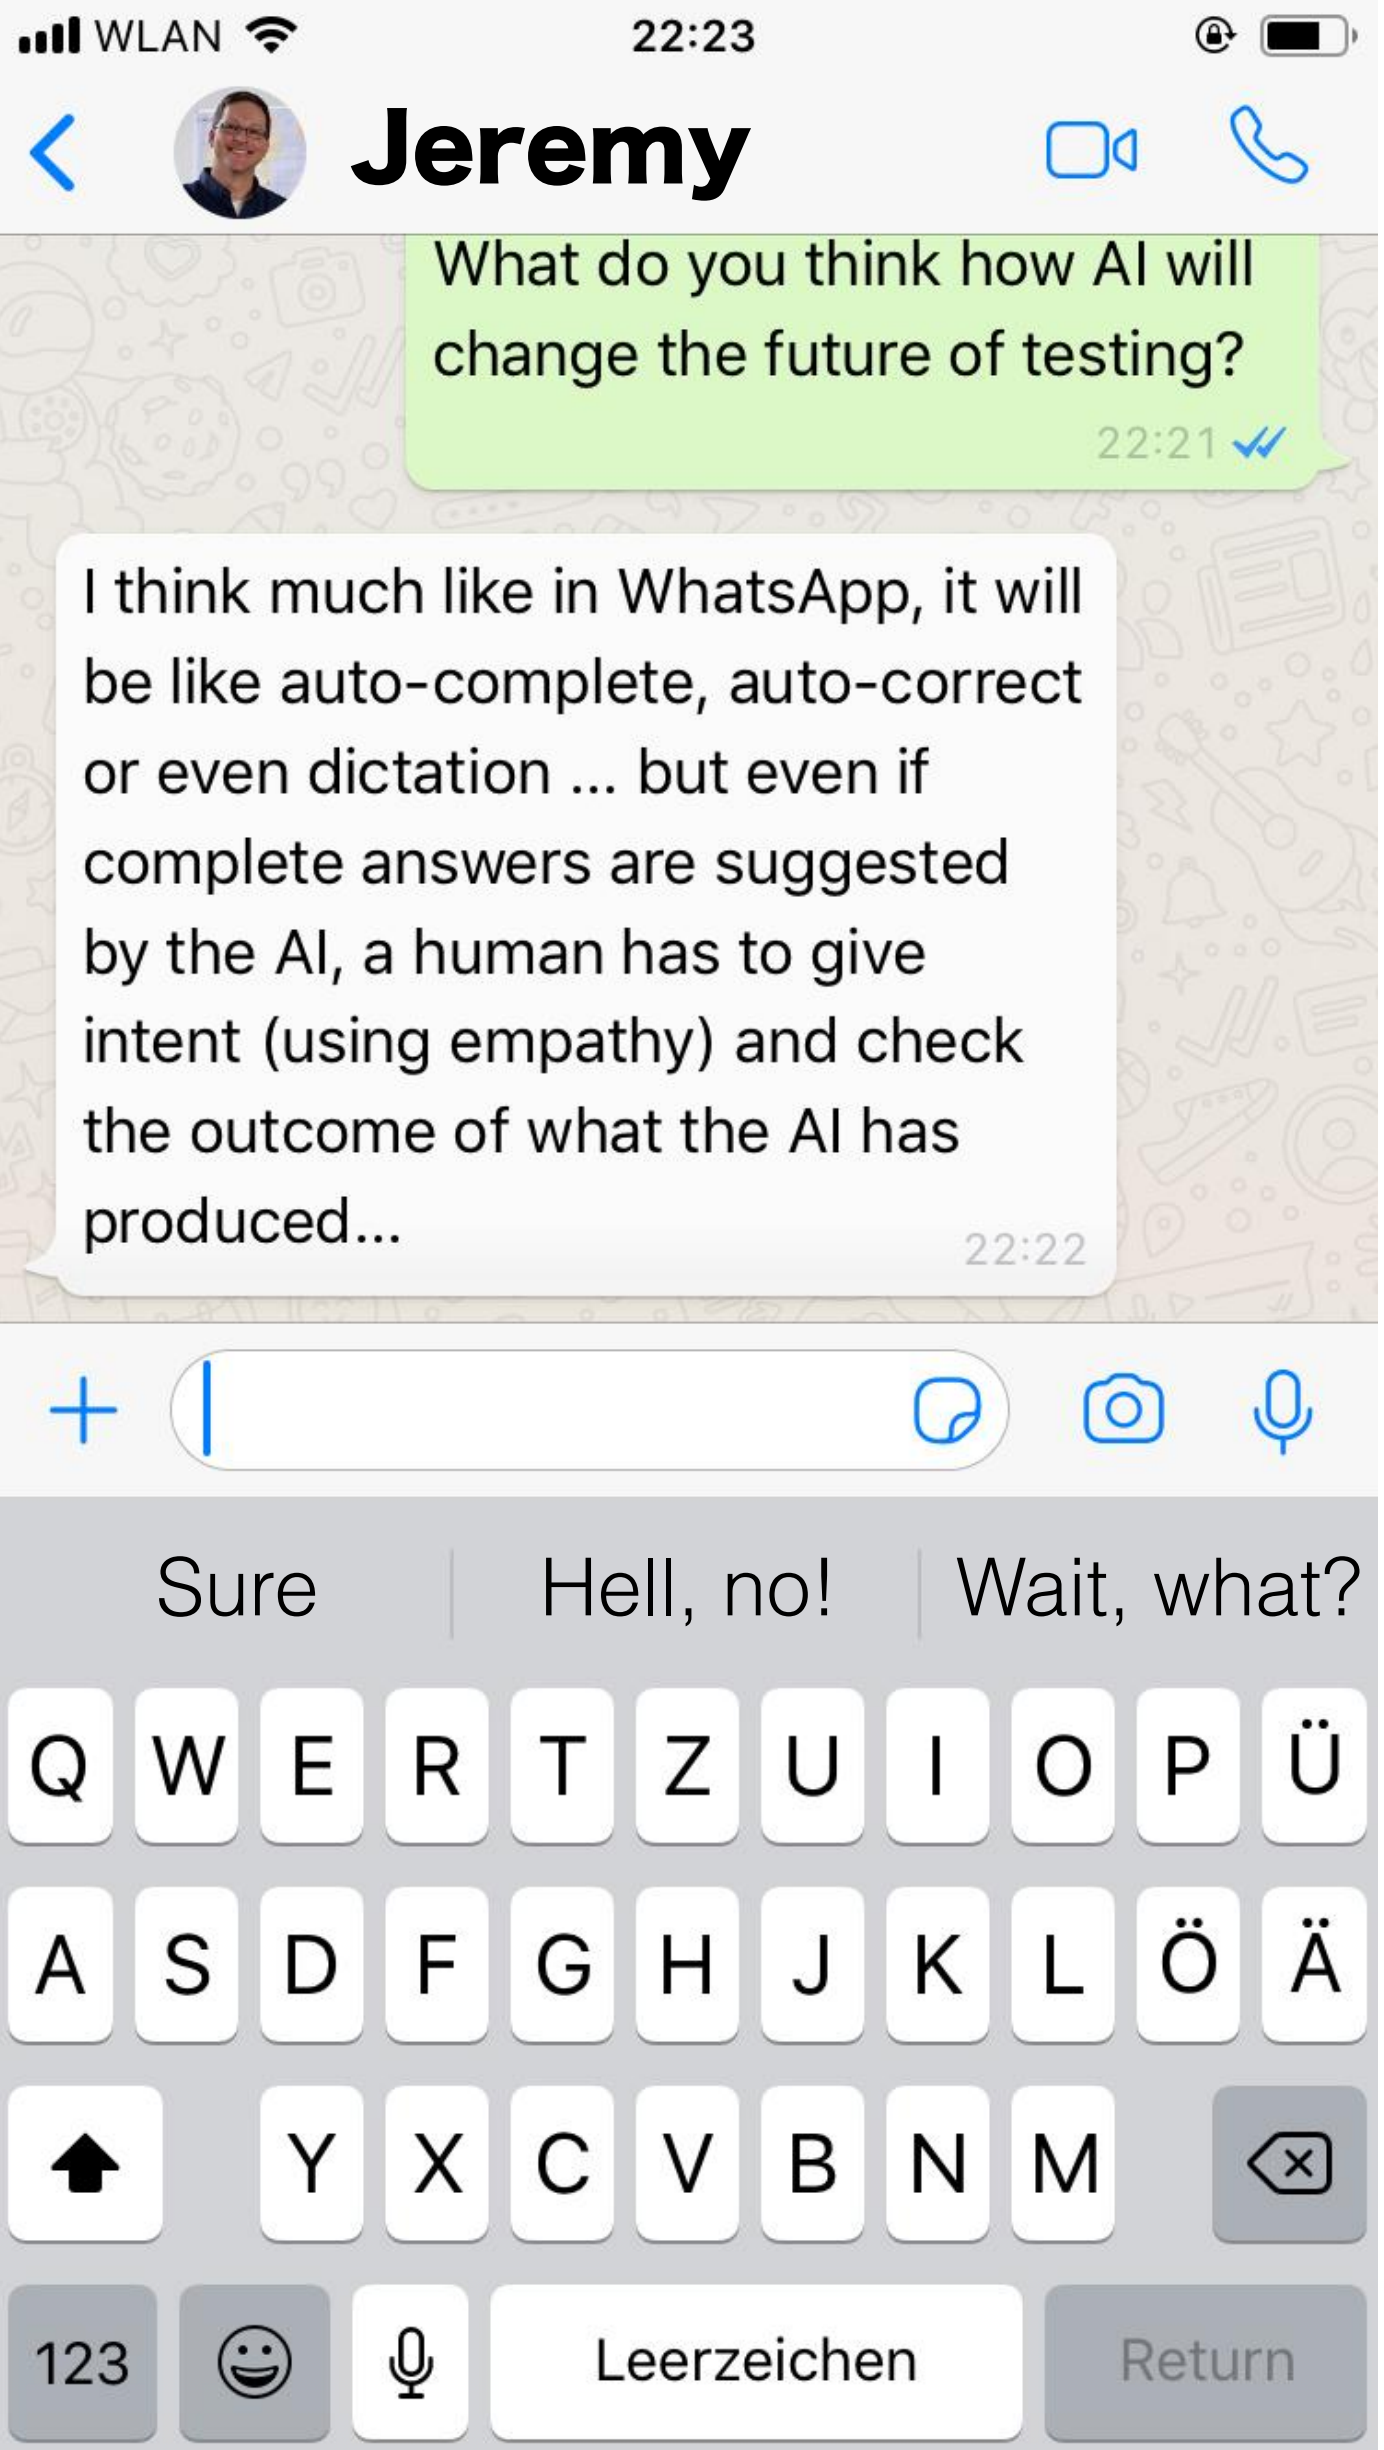 WLAN 22:23
Jeremy
What do you think how AI will
change the future of testing?
22:21
I think much like in WhatsApp, it will
be like auto-complete, auto-correct
or even dictation ... but even if
complete answers are suggested
by the AI, a human has to give
intent (using empathy) and check
the outcome of what the AI has
produced...
22:22
Sure Hell, no! Wait, what?
Q W E R T Z U I O P Ü
A S D F G H J K L Ö Ä
Y X C V B N M
123 Leerzeichen Return